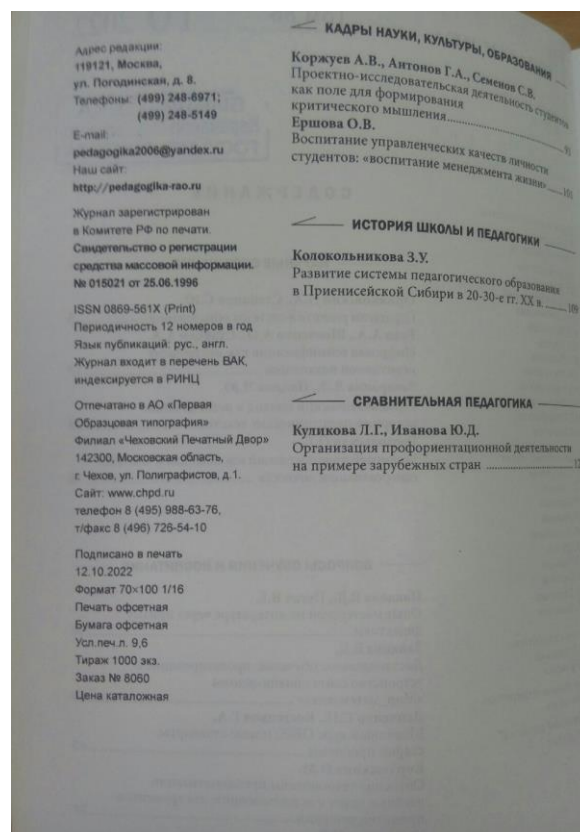 Адрес редакции:
119121, Москва,
ул. Погодинская, д. 8.
Телефоны: (499) 248-6971;
(499) 248-5149
E-mail:
pedagogika2006@yandex.ru
Наш сайт:
http://pedagogika-rao.ru
Журнал зарегистрирован
в Комитете РФ по печати.
Свидетельство о регистрации
средства массовой информации.
№ 015021 от 25.06.1996
ISSN 0869-561X (Print)
Периодичность 12 номеров в год
Язык публикаций: рус., англ.
Журнал входит в перечень ВАК,
индексируется в РИНЦ
Отпечатано в АО «Первая
Образцовая типография»
Филиал «Чеховский Печатный Двор»
142300, Московская область,
г. Чехов, ул. Полиграфистов, д.1.
Сайт: www.chpd.ru
телефон 8 (495) 988-63-76,
т/факс 8 (496) 726-54-10
Подписано в печать
12.10.2022
Формат 70×100 1/16
Печать офсетная
Бумага офсетная
Усл.печ.л. 9,6
Тираж 1000 экз.
Заказ № 8060
Цена каталожная
КАДРЫ НАУКИ, КУЛЬТУРЫ, ОБРАЗОВАНИЯ
Коржуев А.В., Антонов Г.А., Семенов С.В.
Проектно-исследовательская деятельность студентов
как поле для формирования
критического мышления
Ершова О.В.
Воспитание управленческих качеств личности
студентов: «воспитание менеджмента жизни» 101
ИСТОРИЯ ШКОЛЫ И ПЕДАГОГИКИ
Колокольникова З.У.
Развитие системы педагогического образования
в Приенисейской Сибири в 20-30-е гг. XX в. 109
СРАВНИТЕЛЬНАЯ ПЕДАГОГИКА
Куликова Л.Г., Иванова Ю.Д.
Организация профориентационной деятельности
на примере зарубежных стран